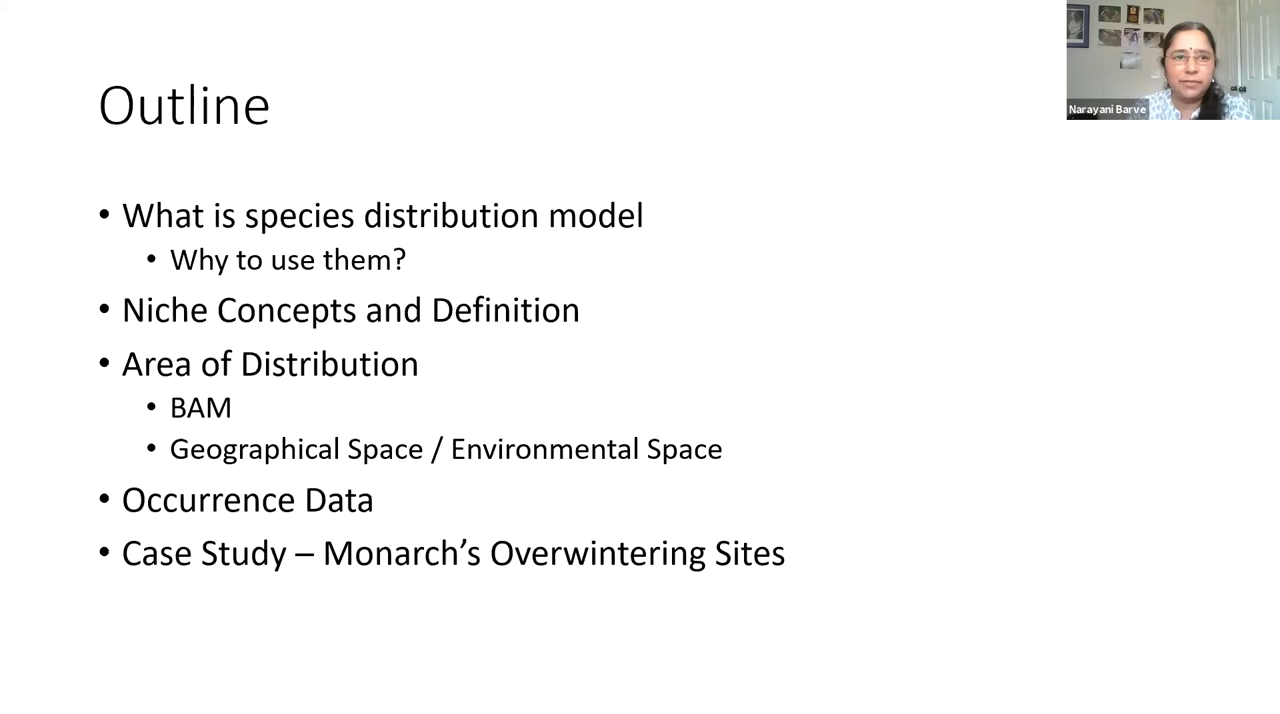 Outline
Narayani Barve
• What is species distribution model
• Why to use them?
• Niche Concepts and Definition
• Area of Distribution
• BAM
• Geographical Space / Environmental Space
• Occurrence Data
• Case Study – Monarch’s Overwintering Sites